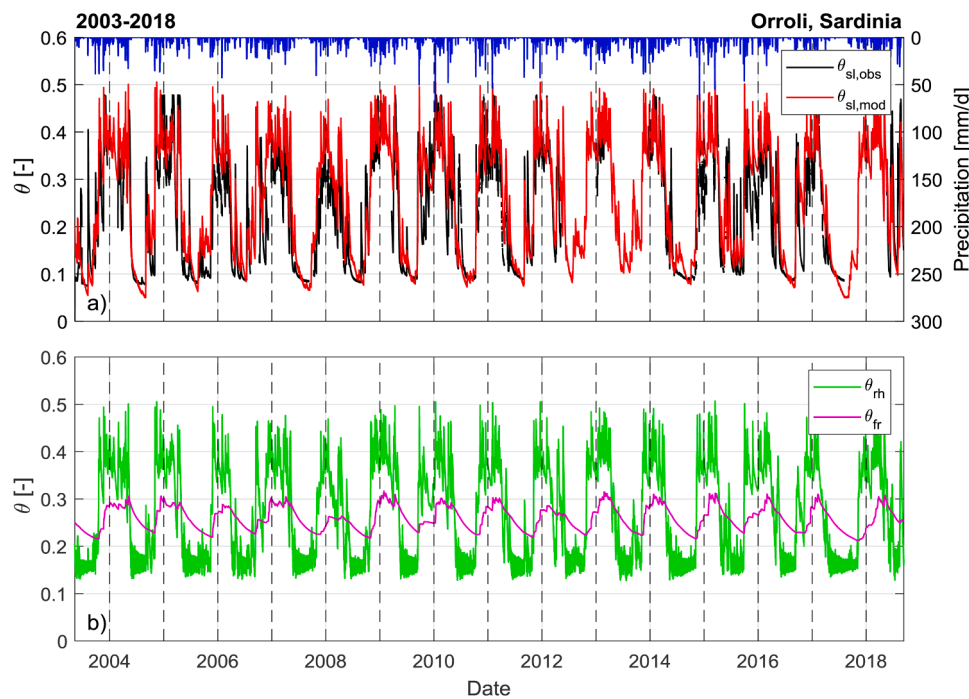 2003-2018 Orroli, Sardinia
0.6 0
0.5 50
0.4 100
0.3 150
0.2 200
0.1 250
0 300
θ [-]
Precipitation [mm/d]
θsl,obs
θsl,mod
a)
0.6
0.5
0.4
0.3
0.2
0.1
0
θ [-]
θrh
θfr
b)
2004 2006 2008 2010 2012 2014 2016 2018
Date